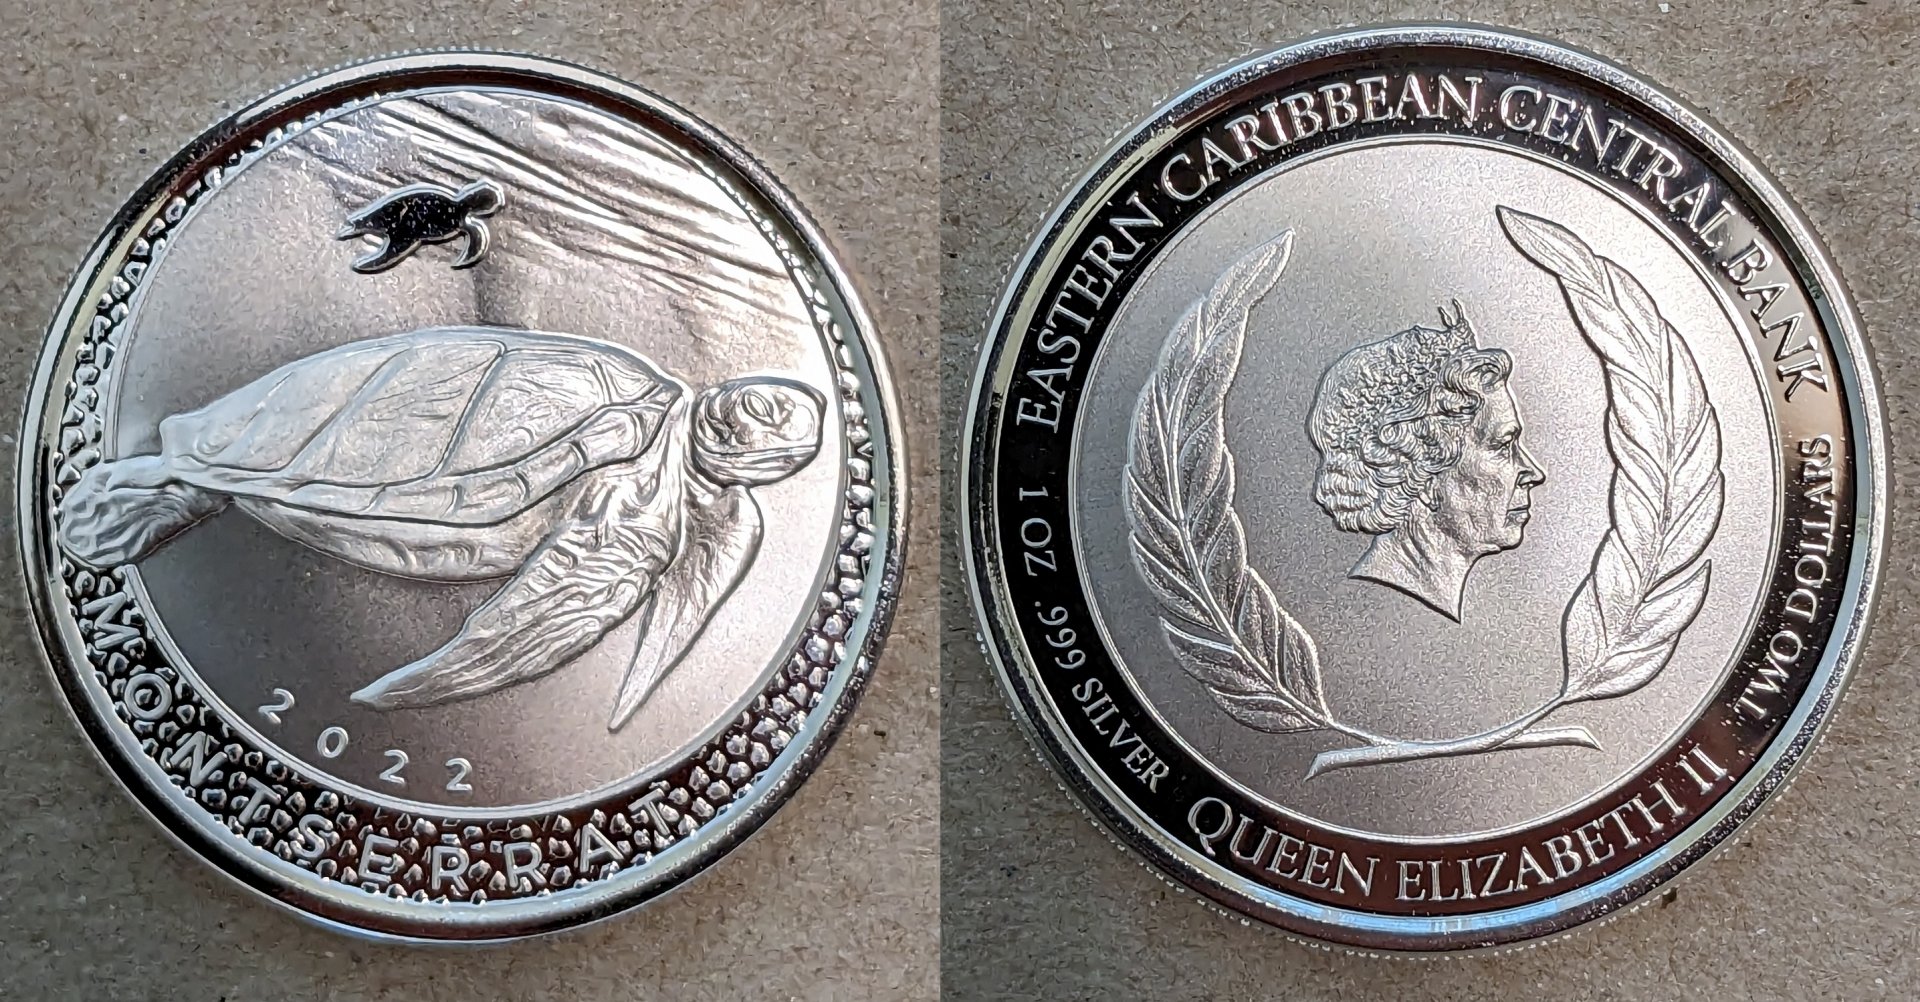 2022
MONTSERRAT
EASTERN CARIBBEAN CENTRAL BANK
TWO DOLLARS
QUEEN ELIZABETH II
1 OZ .999 SILVER